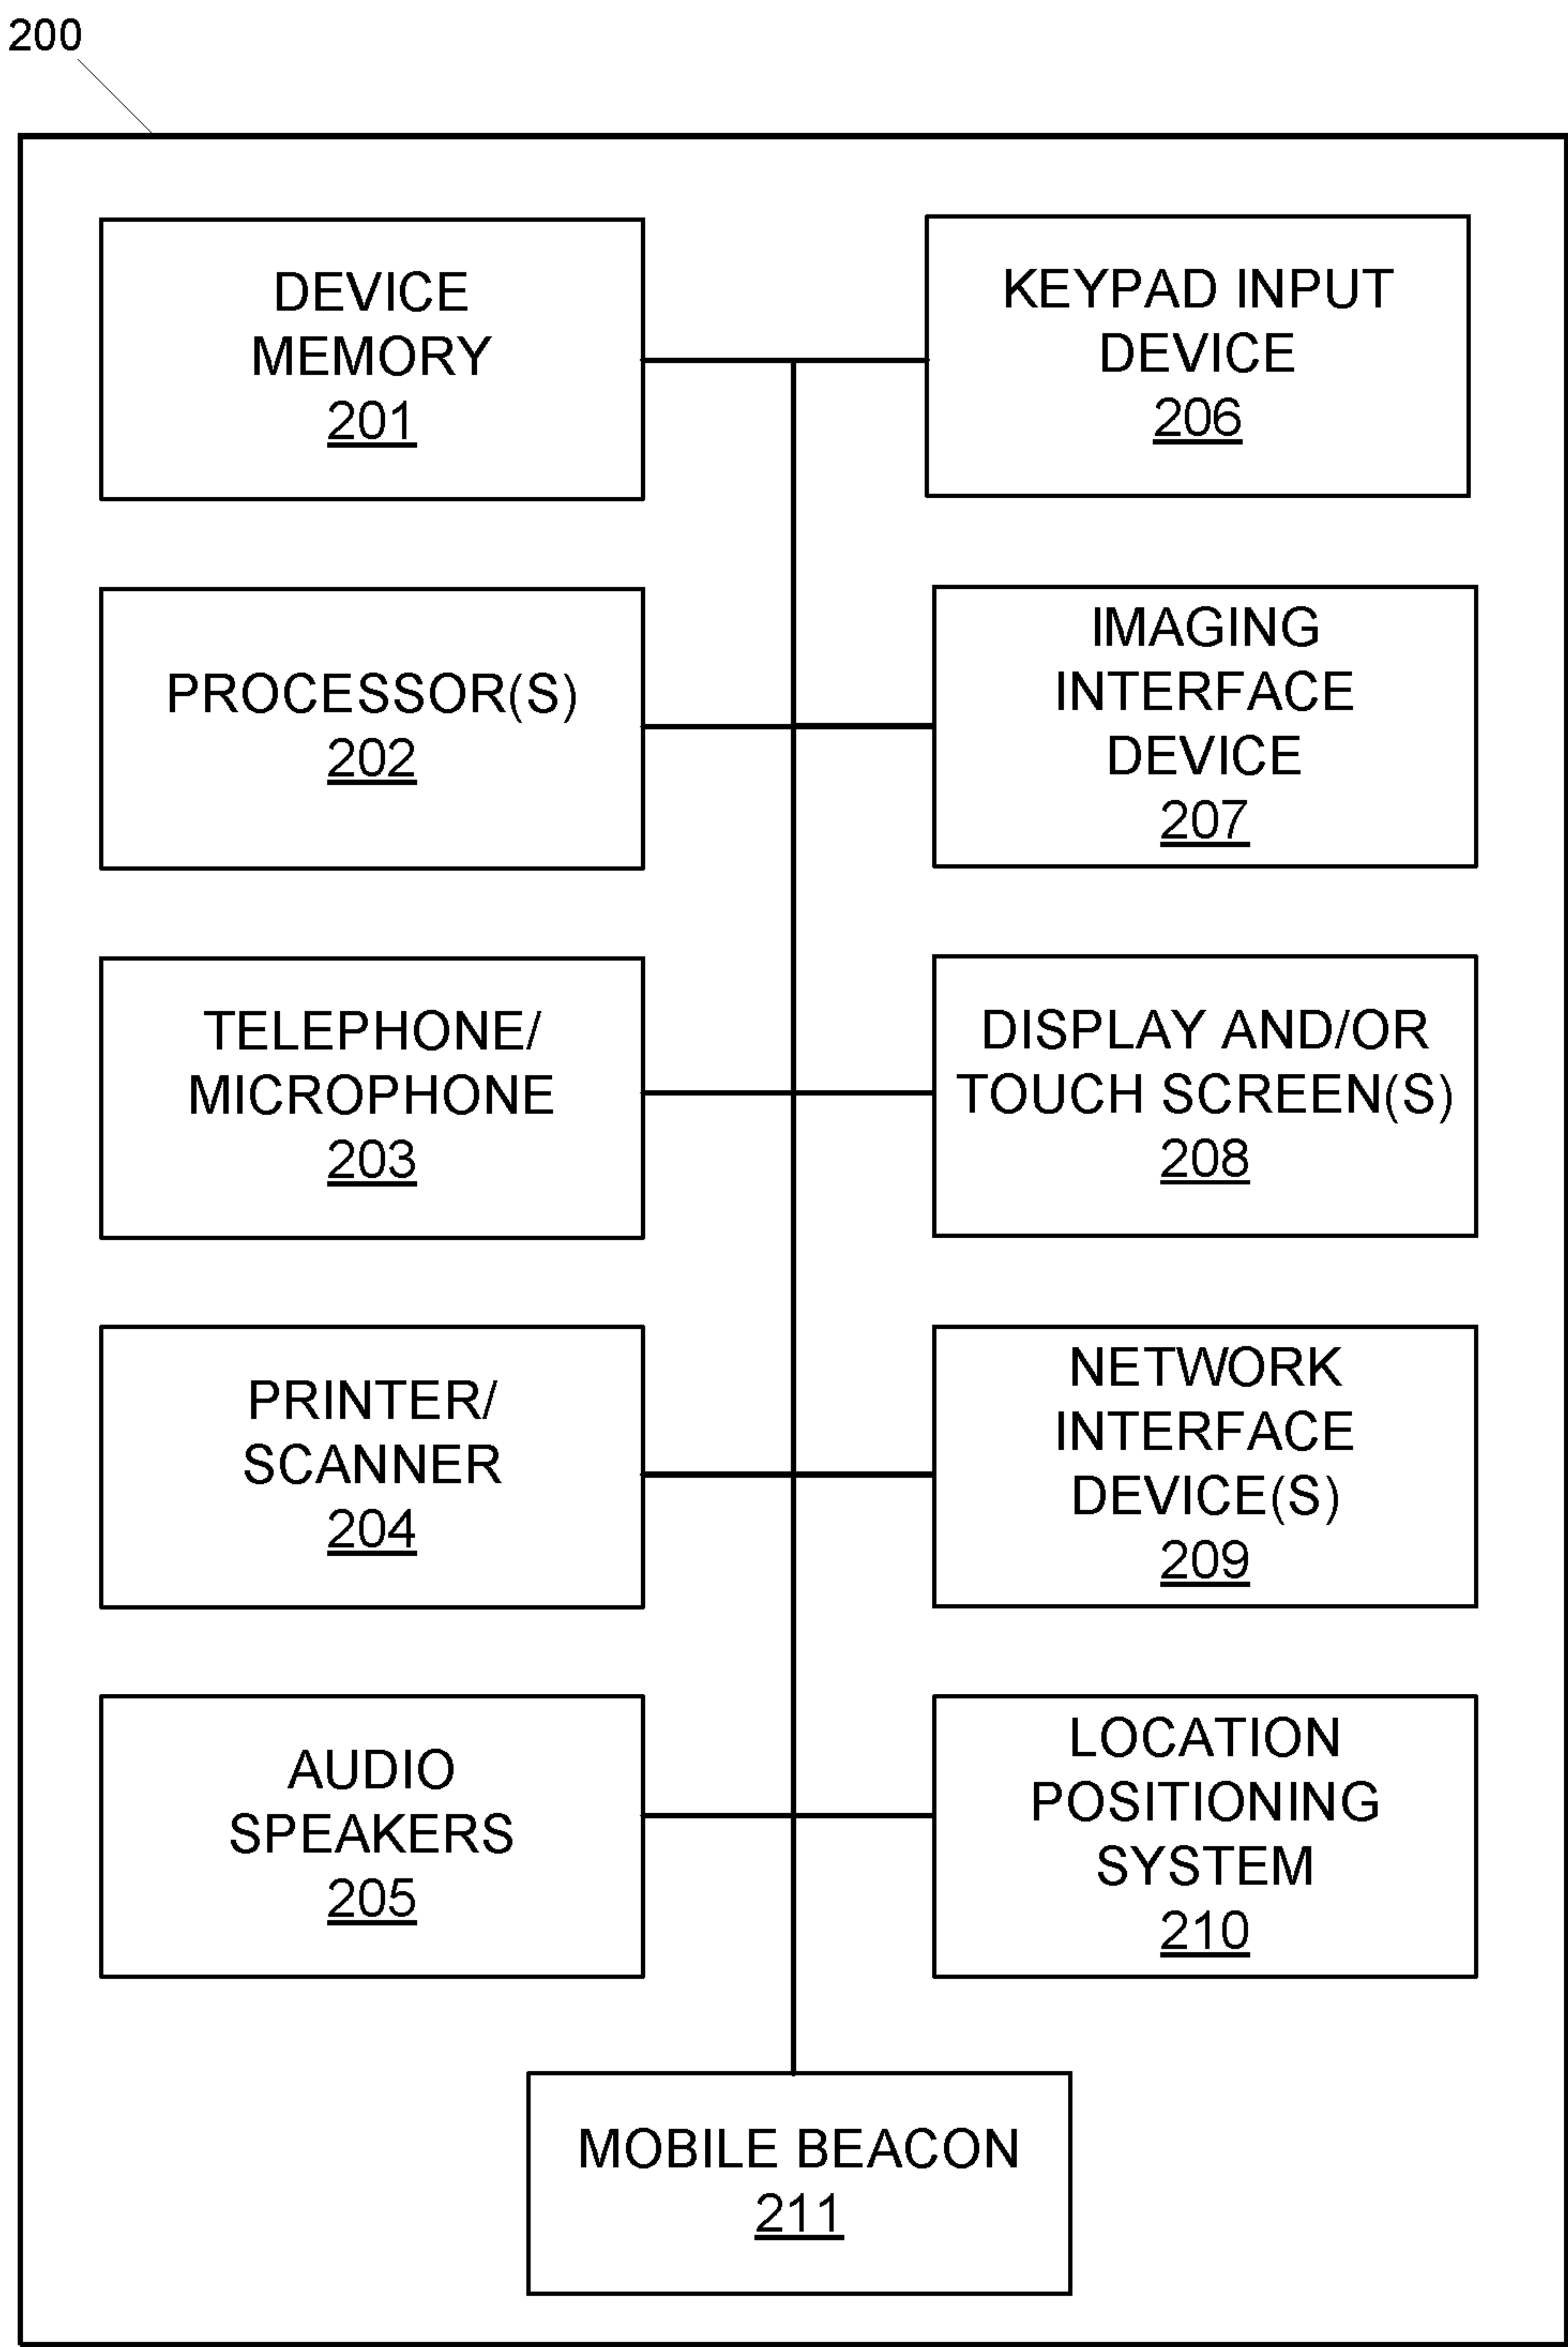 200
DEVICE
MEMORY
201
KEYPAD INPUT
DEVICE
206
PROCESSOR(S)
202
IMAGING
INTERFACE
DEVICE
207
TELEPHONE/
MICROPHONE
203
DISPLAY AND/OR
TOUCH SCREEN(S)
208
PRINTER/
SCANNER
204
NETWORK
INTERFACE
DEVICE(S)
209
AUDIO
SPEAKERS
205
LOCATION
POSITIONING
SYSTEM
210
MOBILE BEACON
211